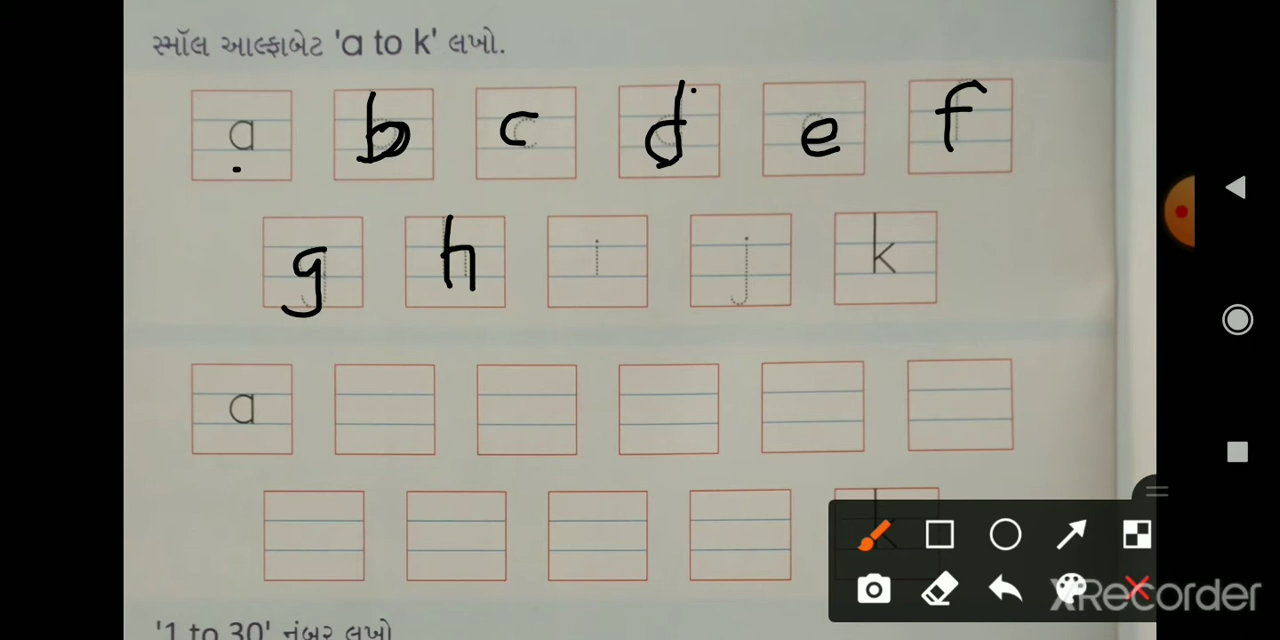 સ્મૉલ આલ્ફાબેટ 'a to k' લખો.
a b c d e f
g h i j k
a
k
'1 to 30' નંબર લખો
XRecorder